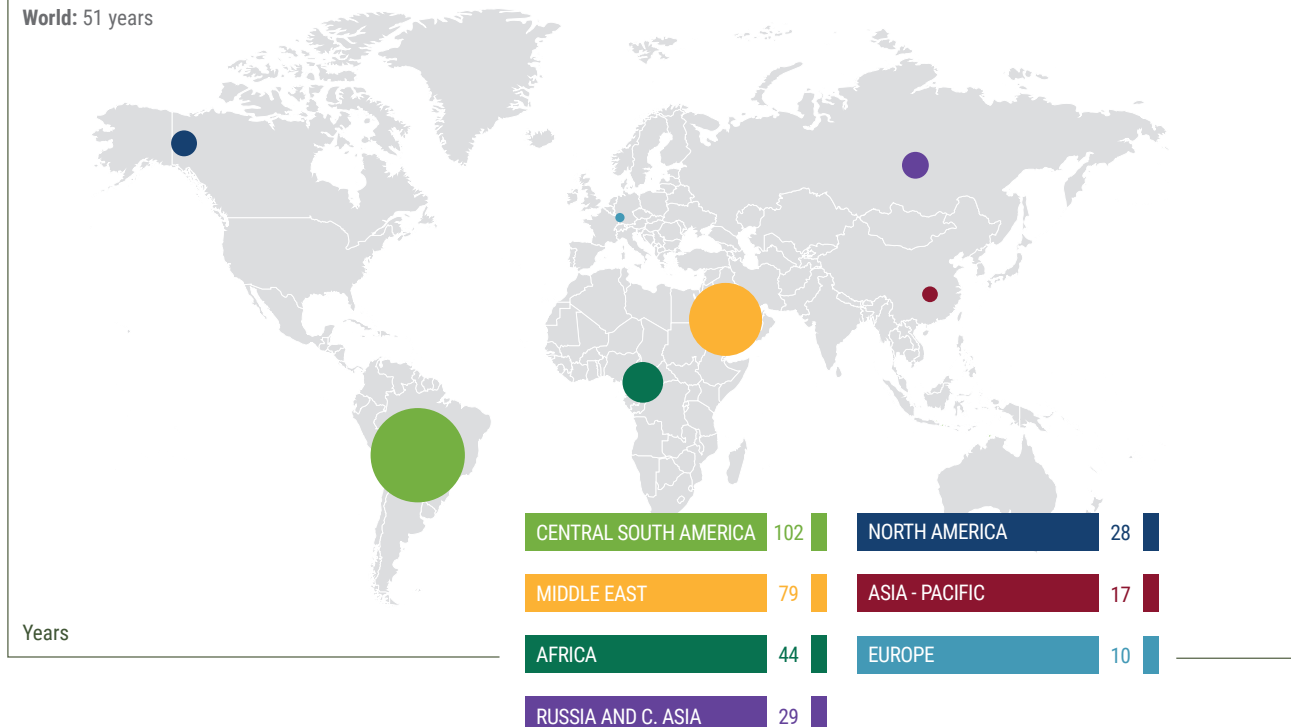 World: 51 years
CENTRAL SOUTH AMERICA 102
MIDDLE EAST 79
AFRICA 44
RUSSIA AND C. ASIA 29
NORTH AMERICA 28
ASIA - PACIFIC 17
EUROPE 10
Years